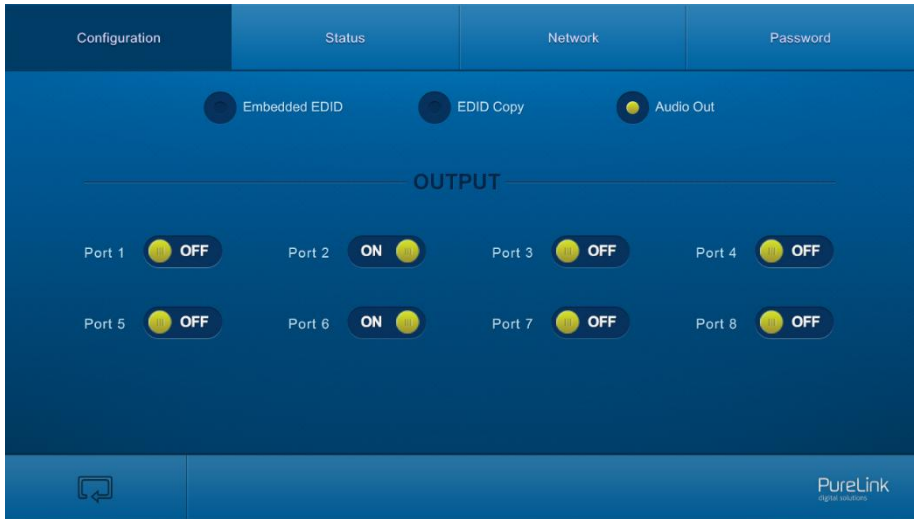 Configuration Status Network Password
Embedded EDID EDID Copy Audio Out
OUTPUT
Port 1 OFF Port 2 ON Port 3 OFF Port 4 OFF
Port 5 OFF Port 6 ON Port 7 OFF Port 8 OFF
PureLink
digital solutions